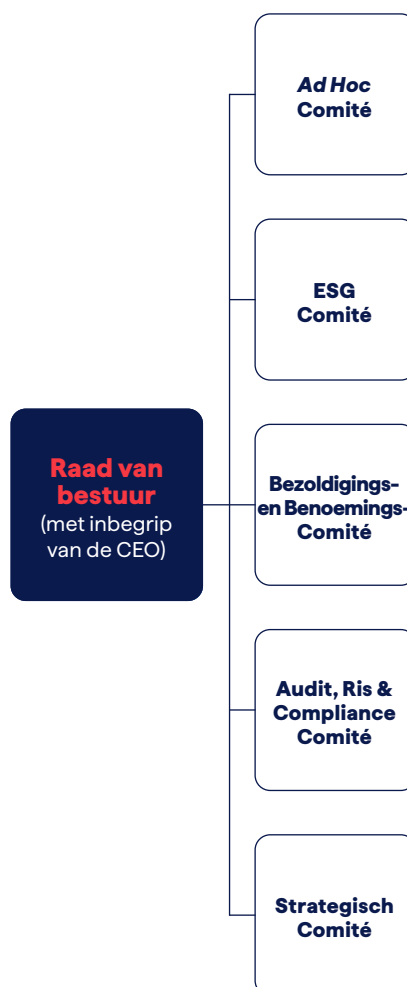 Ad Hoc
Comité
ESG
Comité
Raad van
bestuur
(met inbegrip
van de CEO)
Bezoldigings-
en Benoemings-
Comité
Audit, Ris &
Compliance
Comité
Strategisch
Comité